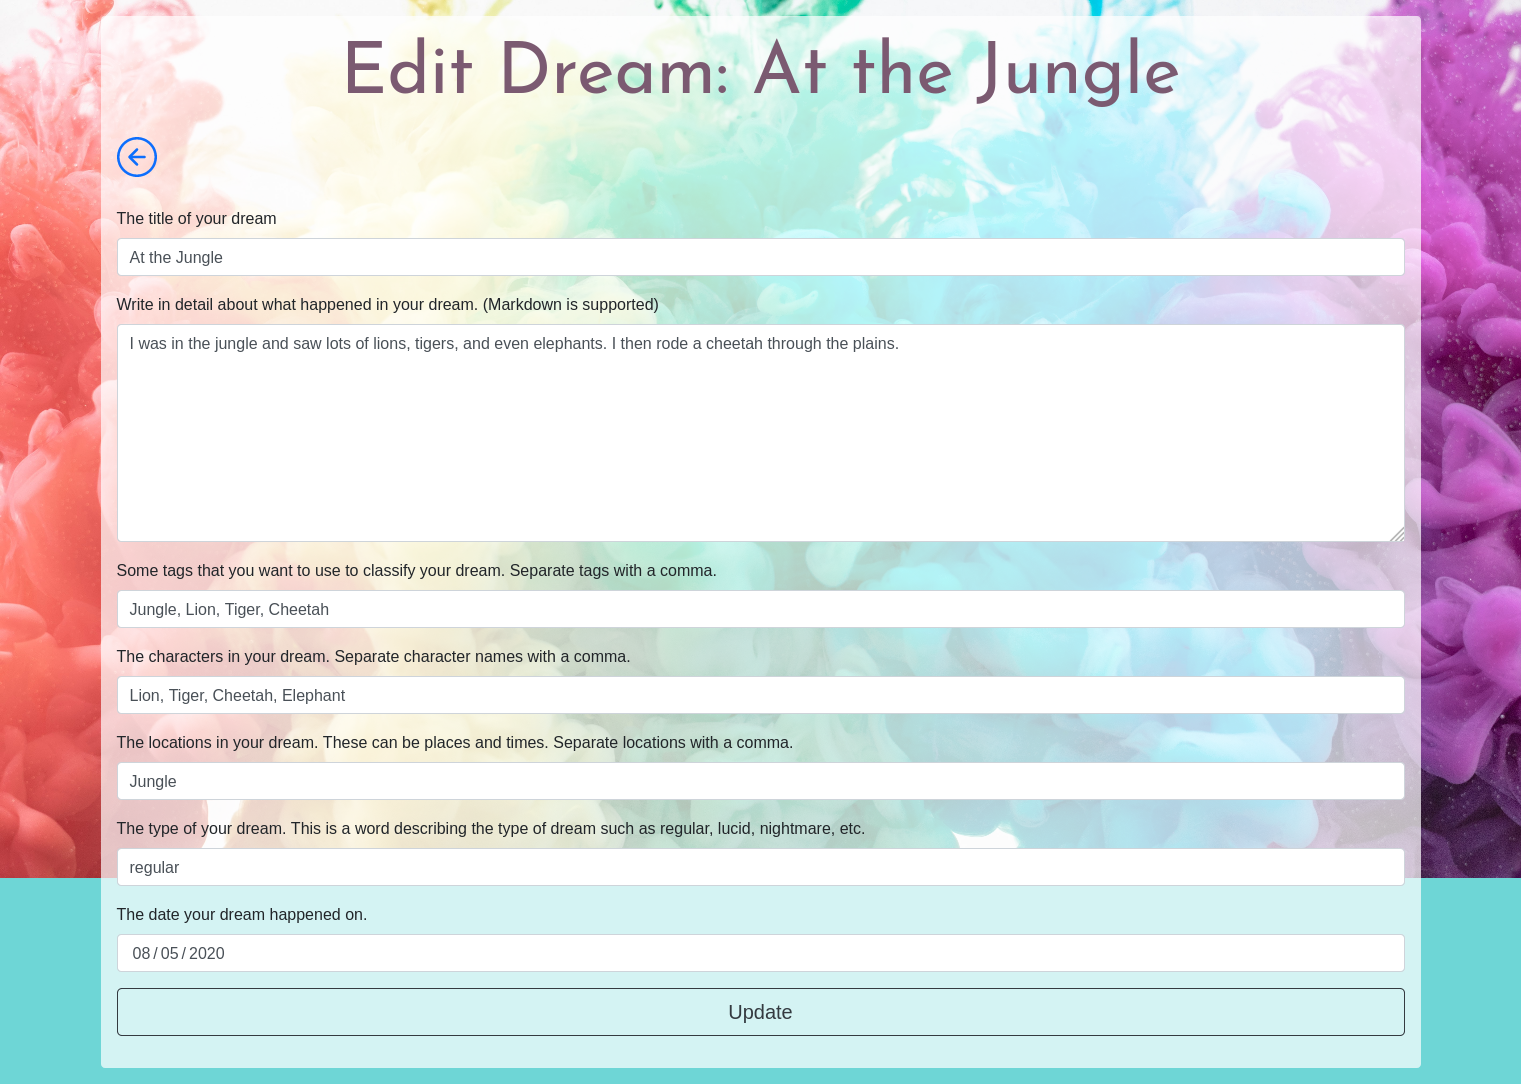 Edit Dream: At the Jungle
The title of your dream
At the Jungle
Write in detail about what happened in your dream. (Markdown is supported)
I was in the jungle and saw lots of lions, tigers, and even elephants. I then rode a cheetah through the plains.
Some tags that you want to use to classify your dream. Separate tags with a comma.
Jungle, Lion, Tiger, Cheetah
The characters in your dream. Separate character names with a comma.
Lion, Tiger, Cheetah, Elephant
The locations in your dream. These can be places and times. Separate locations with a comma.
Jungle
The type of your dream. This is a word describing the type of dream such as regular, lucid, nightmare, etc.
regular
The date your dream happened on.
08/05/2020
Update